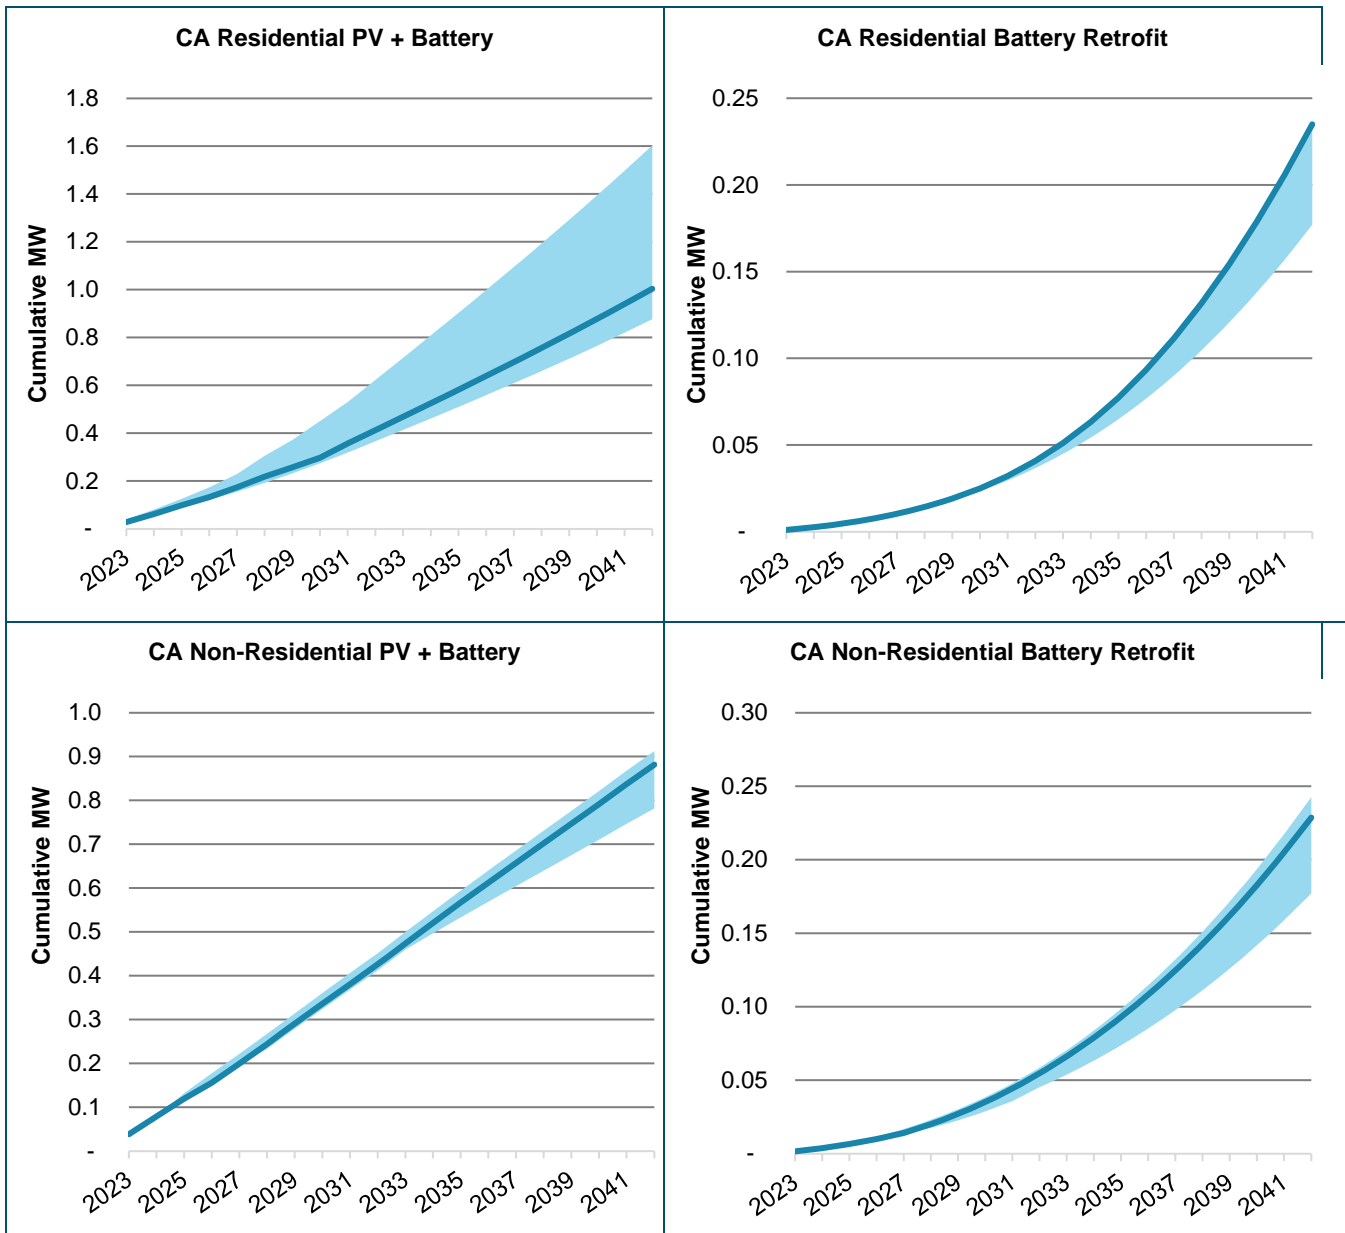 CA Residential PV + Battery
Cumulative MW
1.8
1.6
1.4
1.2
1.0
0.8
0.6
0.4
0.2
-
2023 2025 2027 2029 2031 2033 2035 2037 2039 2041
CA Residential Battery Retrofit
Cumulative MW
0.25
0.20
0.15
0.10
0.05
-
2023 2025 2027 2029 2031 2033 2035 2037 2039 2041
CA Non-Residential PV + Battery
Cumulative MW
1.0
0.9
0.8
0.7
0.6
0.5
0.4
0.3
0.2
0.1
-
2023 2025 2027 2029 2031 2033 2035 2037 2039 2041
CA Non-Residential Battery Retrofit
Cumulative MW
0.30
0.25
0.20
0.15
0.10
0.05
-
2023 2025 2027 2029 2031 2033 2035 2037 2039 2041